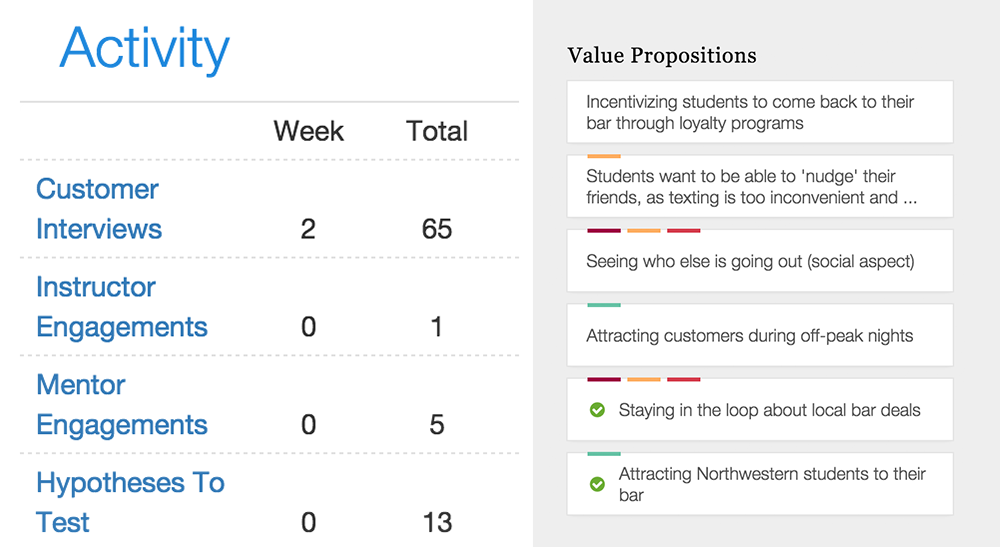 Activity
Week Total
Customer
Interviews 2 65
Instructor
Engagements 0 1
Mentor
Engagements 0 5
Hypotheses To
Test 0 13
Value Propositions
Incentivizing students to come back to their
bar through loyalty programs
Students want to be able to 'nudge' their
friends, as texting is too inconvenient and ...
Seeing who else is going out (social aspect)
Attracting customers during off-peak nights
Staying in the loop about local bar deals
Attracting Northwestern students to their
bar